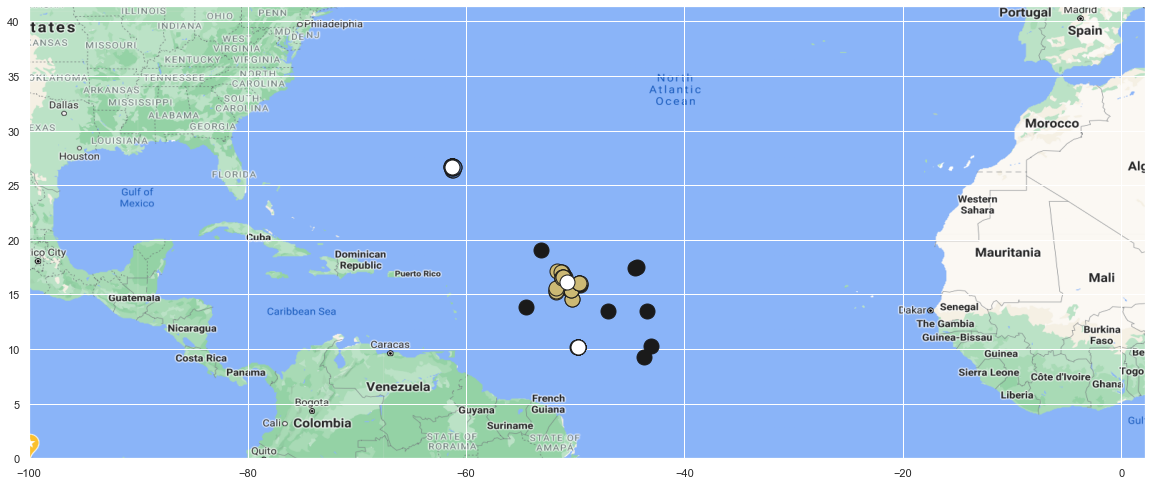 40
ILLINOIS
OHIO
PENN
Philadelphia
Portugal
Madrid
tates
INDIANA
MD
DE NJ
Spain
ANSAS
MISSOURI
WEST
VIRGINIA
KENTUCKY
VIRGINIA
35
OKLAHOMA
TENNESSEE
NORTH
CAROLINA
North
Atlantic
Ocean
ARKANSAS
Dallas
MISSISSIPPI
SOUTH
CAROLINA
ALABAMA
Morocco
30
EXAS
GEORGIA
LOUISIANA
Houston
FLORIDA
Alg
25
Gulf of
Mexico
Western
Sahara
20
Cuba
ico City
Dominican
Republic
Puerto Rico
Mauritania
Mali
15
Guatemala
Caribbean Sea
Dakar
Senegal
Nicaragua
The Gambia
Guinea-Bissau
Burkina
Faso
10
Caracas
Costa Rica
Panama
Guinea
Be
Sierra Leone
Côte d'Ivoire
Togo
Ghana
Venezuela
Liberia
5
Bogota
Guyana
French
Guiana
Cali
Colombia
Suriname
Gulf
STATE OF
RORAIMA
STATE OF
AMAPA
Quito
0
−100
−80
−60
−40
−20
0